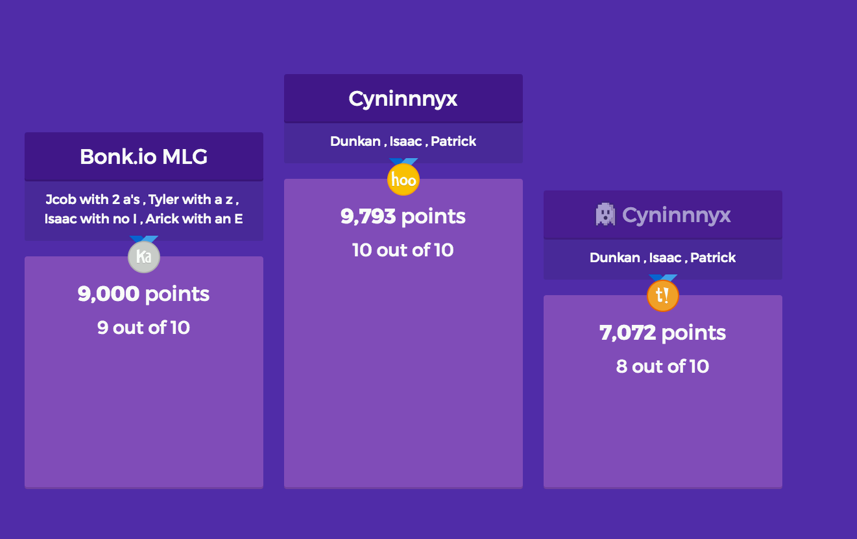 Cyninnnyx
Dunkan , Isaac , Patrick
hoo
9,793 points
10 out of 10
Bonk.io MLG
Jcob with 2 a's , Tyler with a z ,
Isaac with no I , Arick with an E
Ka
9,000 points
9 out of 10
Cyninnnyx
Dunkan , Isaac , Patrick
t!
7,072 points
8 out of 10